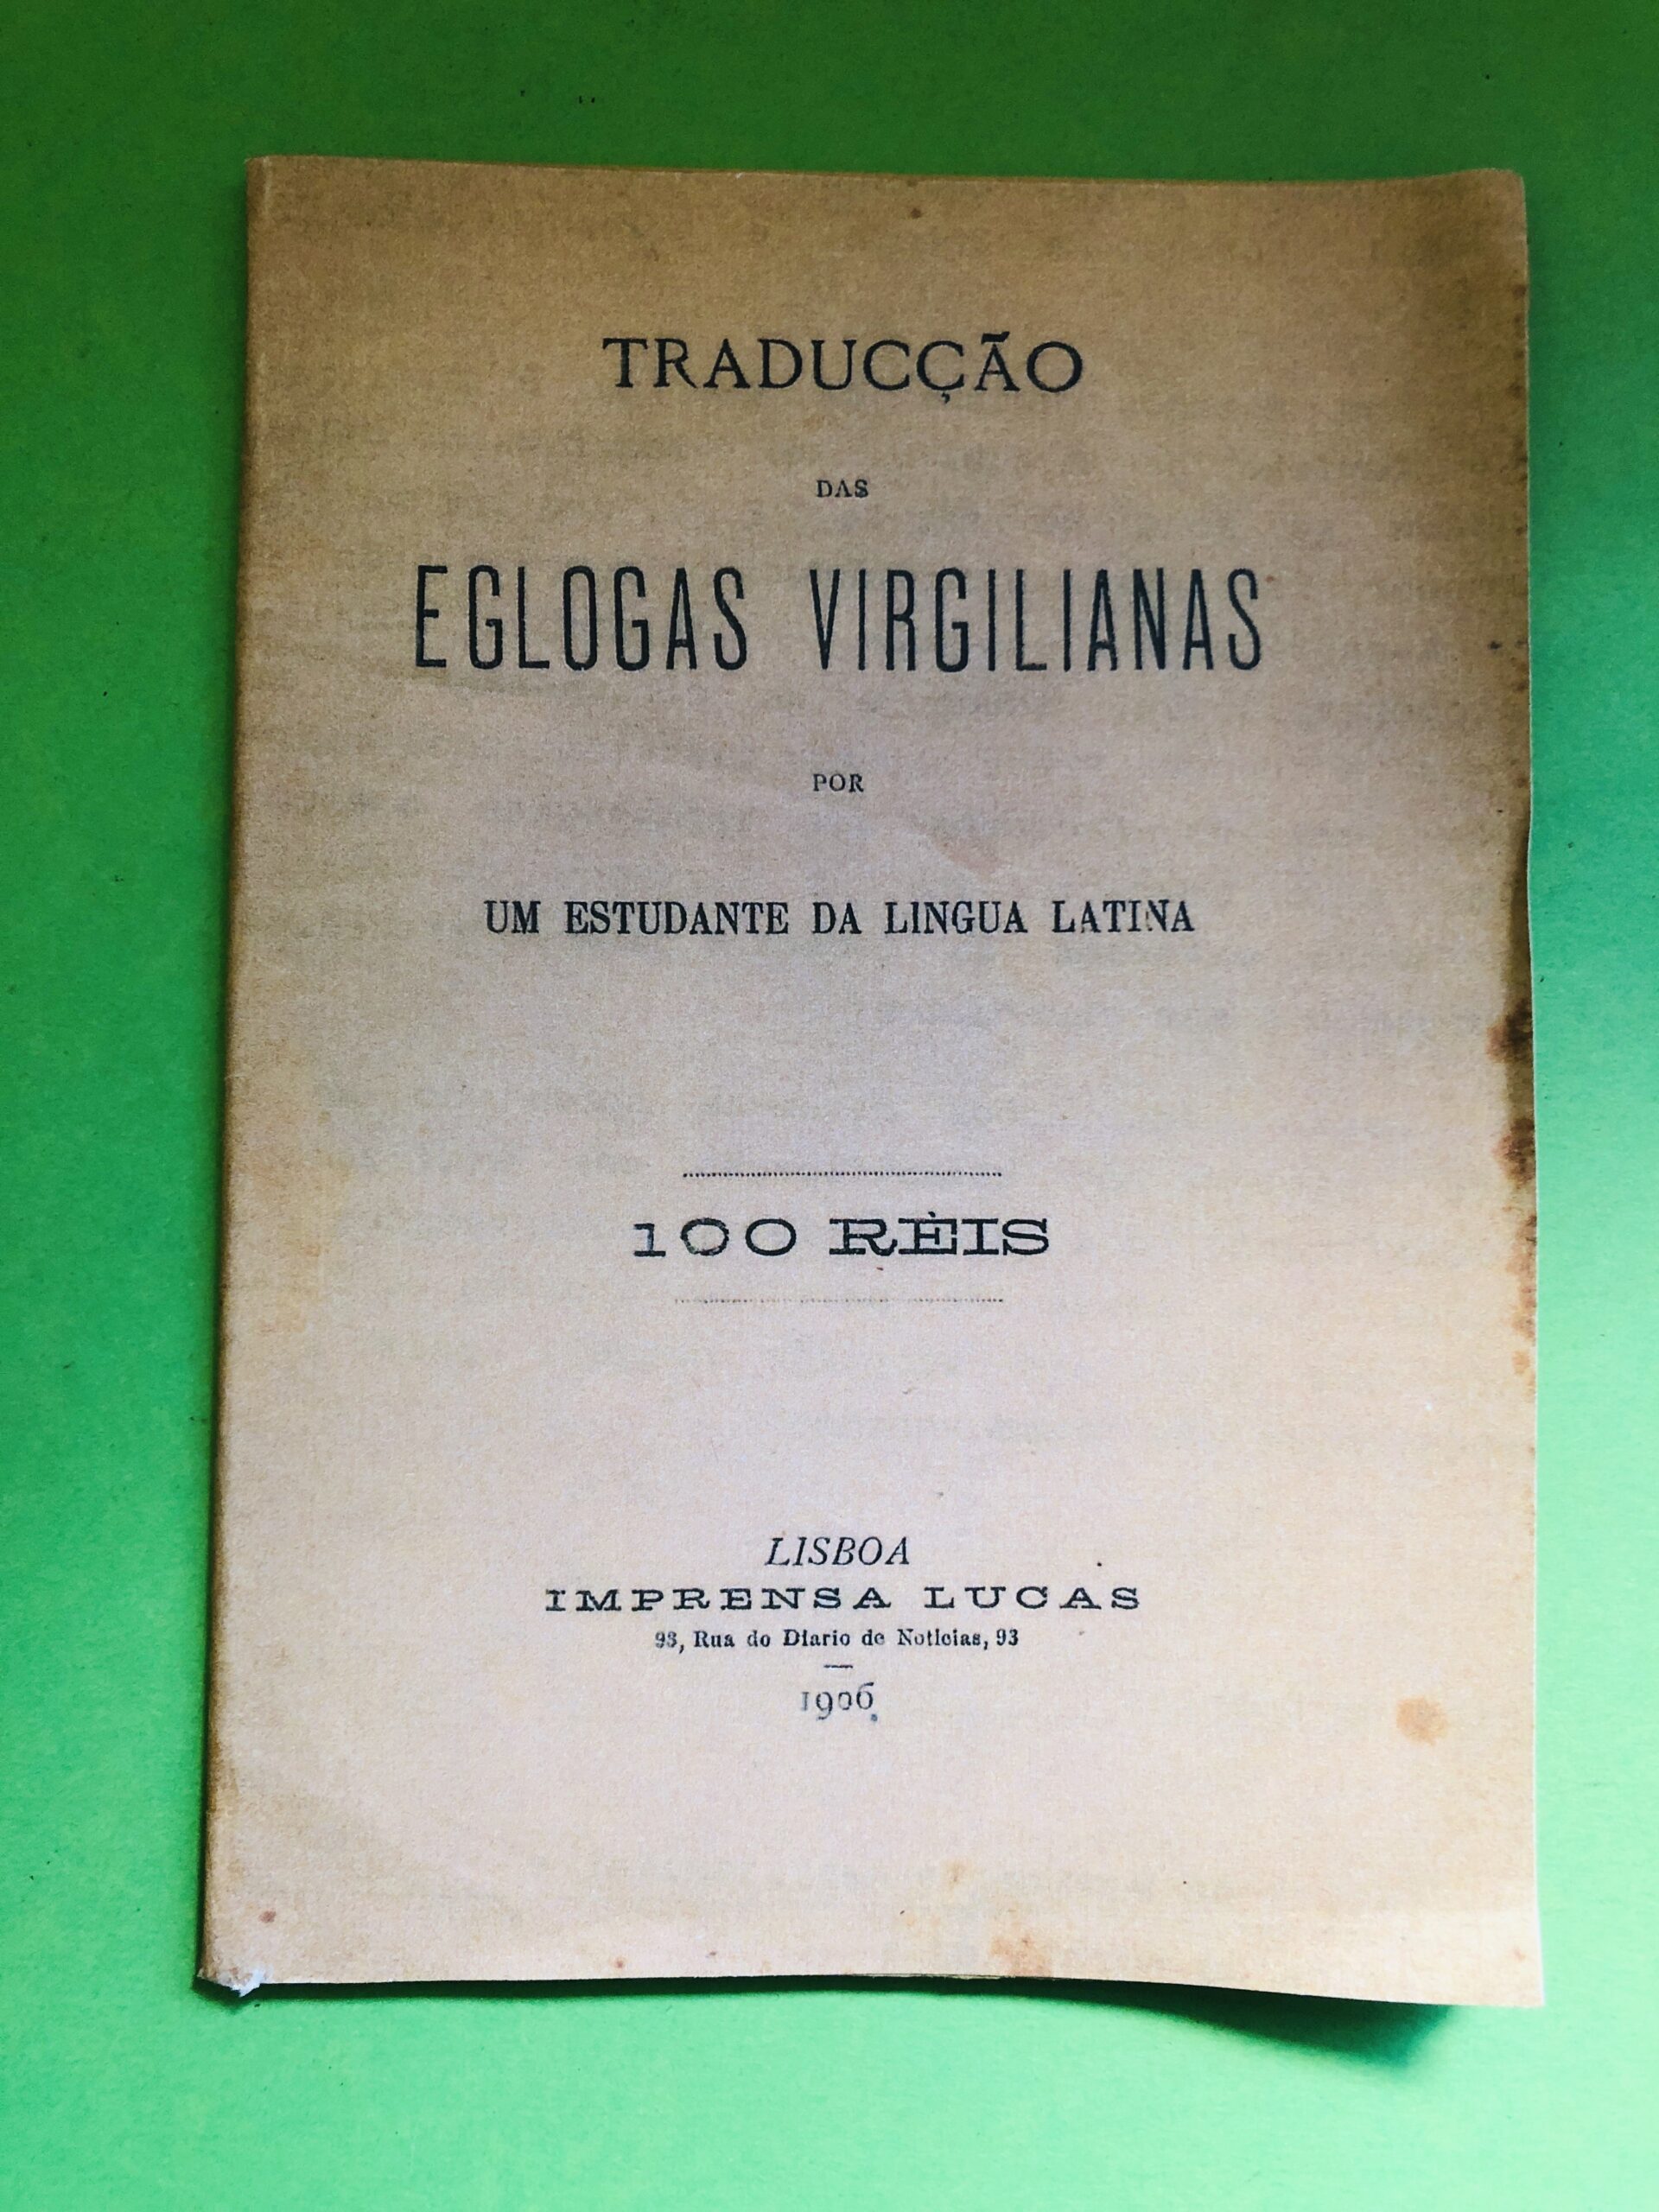 TRADUCÇÃO
DAS
EGLOGAS VIRGILIANAS
POR
UM ESTUDANTE DA LINGUA LATINA
100 RÉIS
LISBOA
IMPRENSA LUCAS
93, Rua do Diario de Noticias, 93
1906